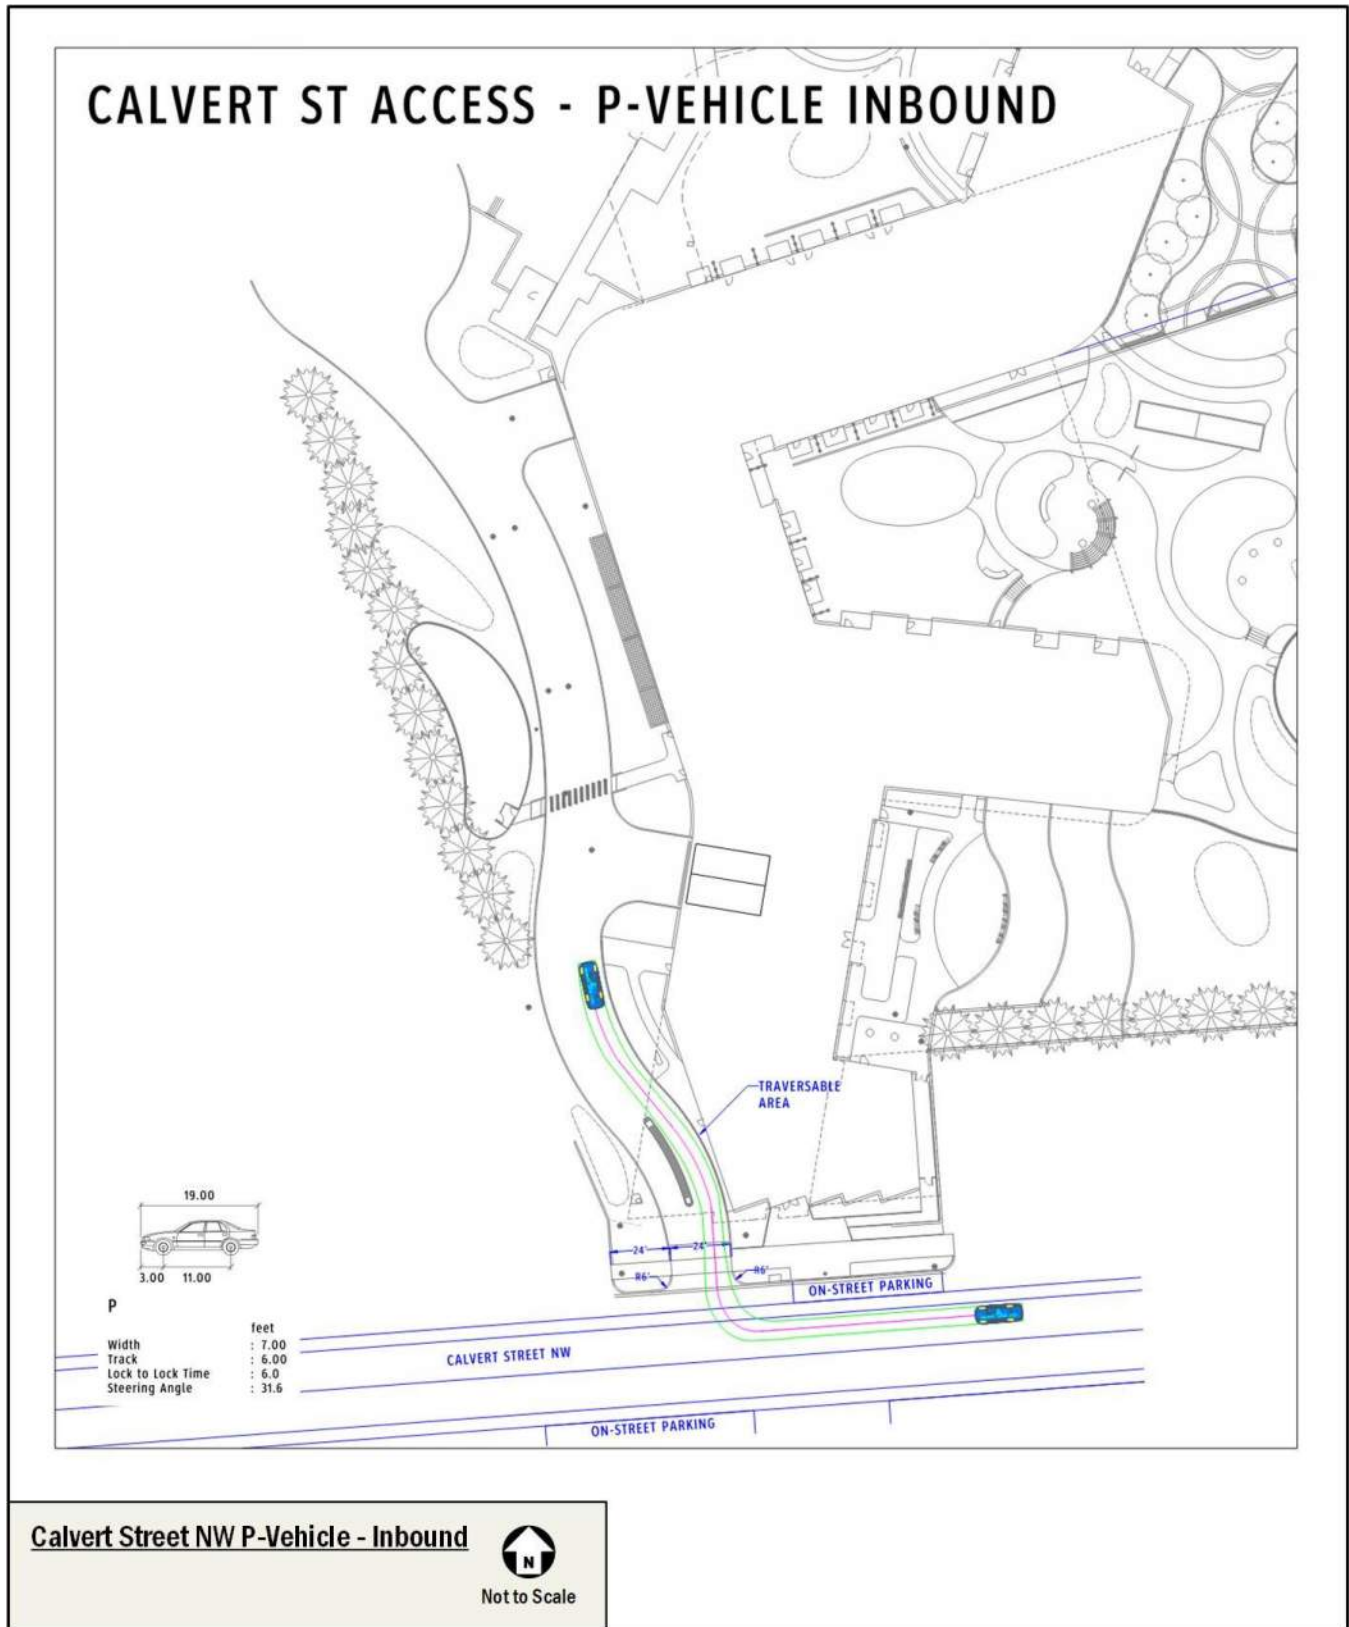 CALVERT ST ACCESS - P-VEHICLE INBOUND
TRAVERSABLE
AREA
19.00
3.00 11.00
24' 24'
R6' R6'
ON-STREET PARKING
P
feet
Width : 7.00
Track : 6.00
Lock to Lock Time : 6.0
Steering Angle : 31.6
CALVERT STREET NW
ON-STREET PARKING
Calvert Street NW P-Vehicle - Inbound
N
Not to Scale